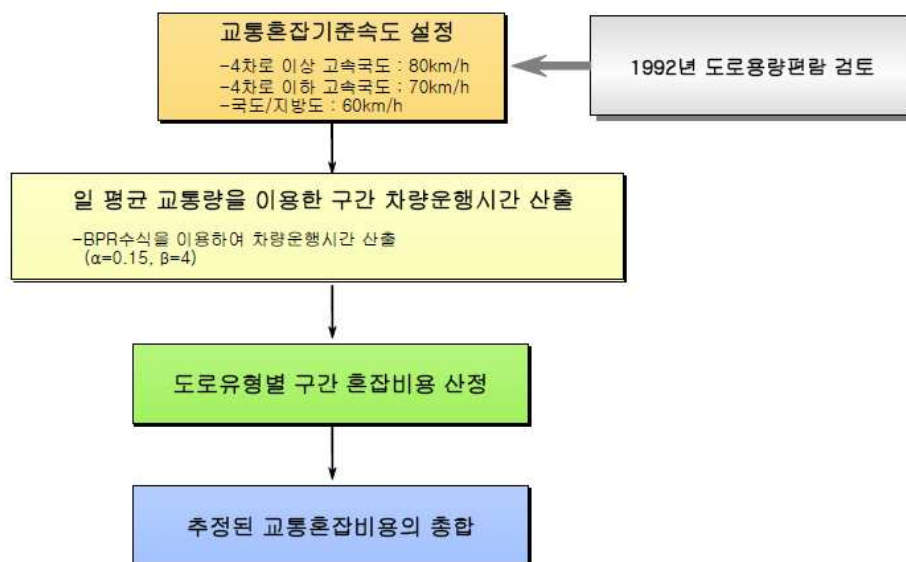 교통혼잡기준속도 설정
-4차로 이상 고속국도 : 80km/h
-4차로 이하 고속국도 : 70km/h
-국도/지방도 : 60km/h
1992년 도로용량편람 검토
일 평균 교통량을 이용한 구간 차량운행시간 산출
-BPR수식을 이용하여 차량운행시간 산출
(α=0.15, β=4)
도로유형별 구간 혼잡비용 산정
추정된 교통혼잡비용의 총합